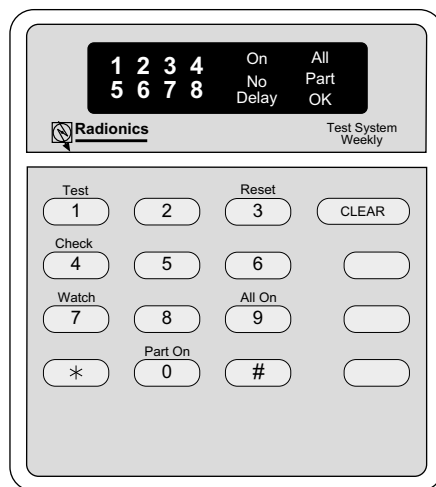 1 2 3 4 On All
5 6 7 8 No Delay Part
OK
Radionics
Test System
Weekly
Test Reset
1 2 3 CLEAR
Check
4 5 6
Watch All On
7 8 9
Part On
* 0 #